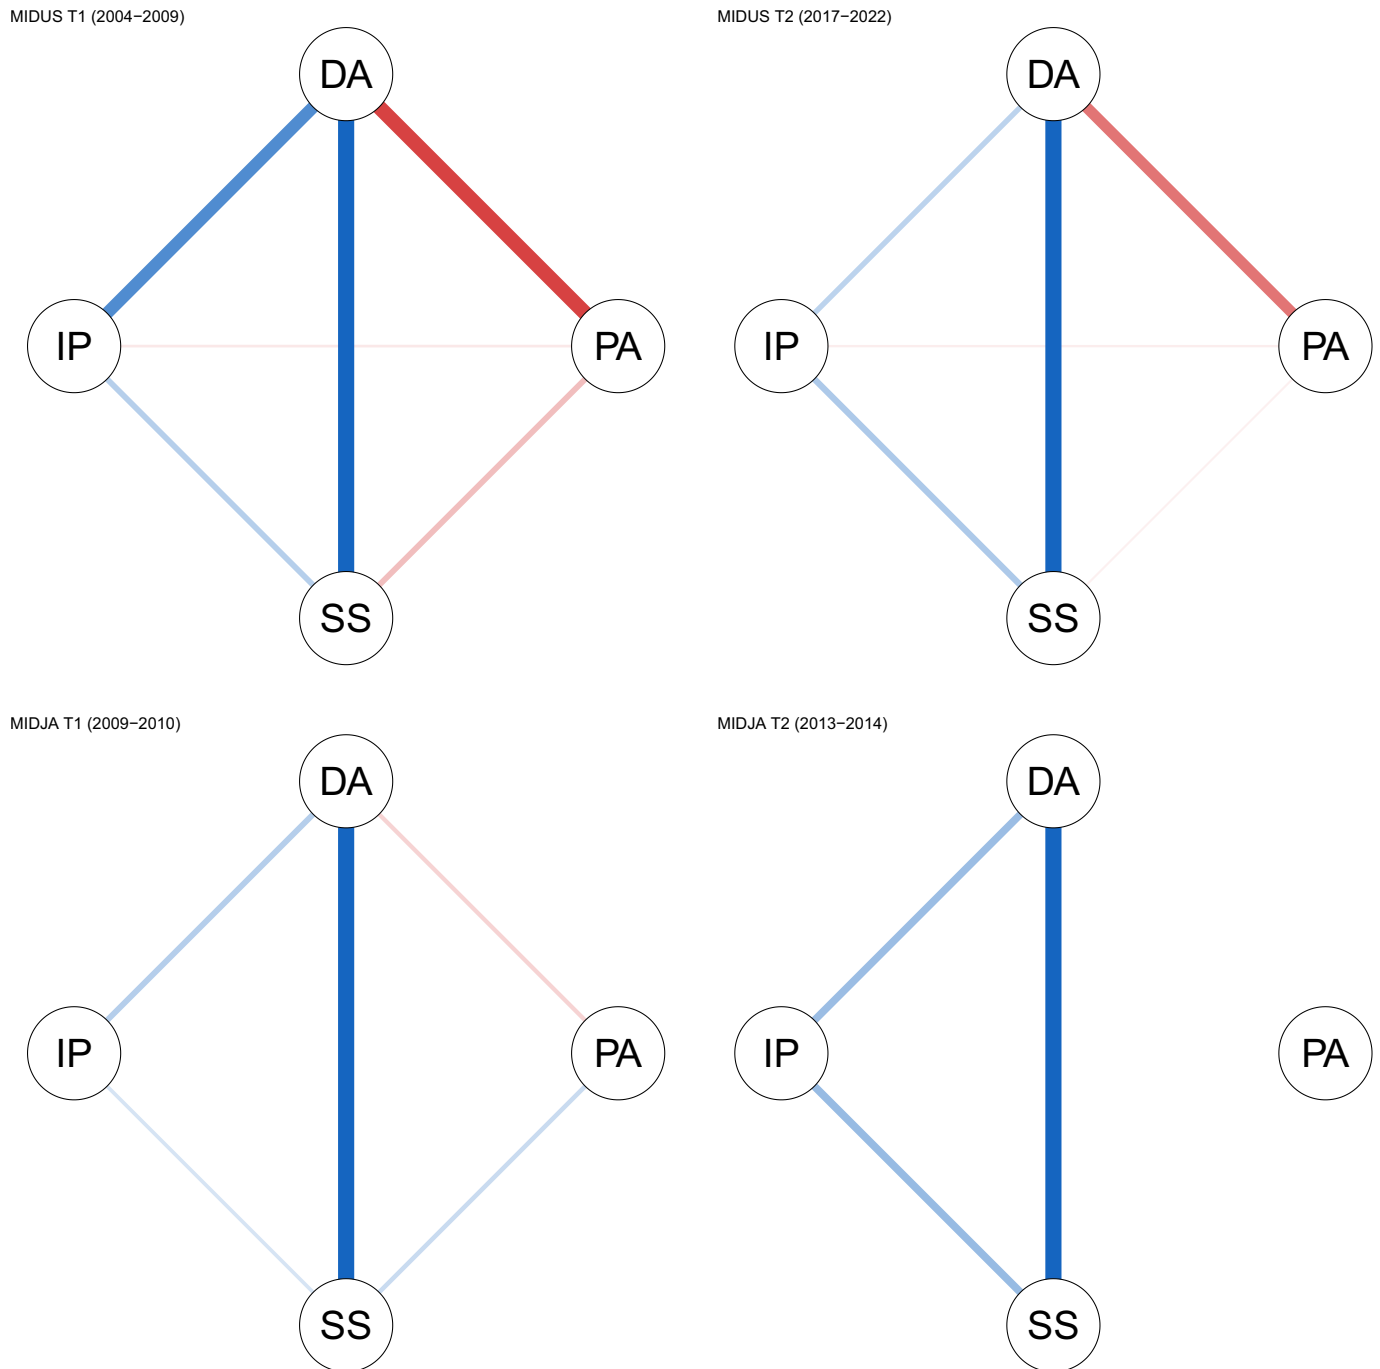 MIDUS T1 (2004−2009)
DA
IP
PA
SS
MIDUS T2 (2017−2022)
DA
IP
PA
SS
MIDJA T1 (2009−2010)
DA
IP
PA
SS
MIDJA T2 (2013−2014)
DA
IP
PA
SS